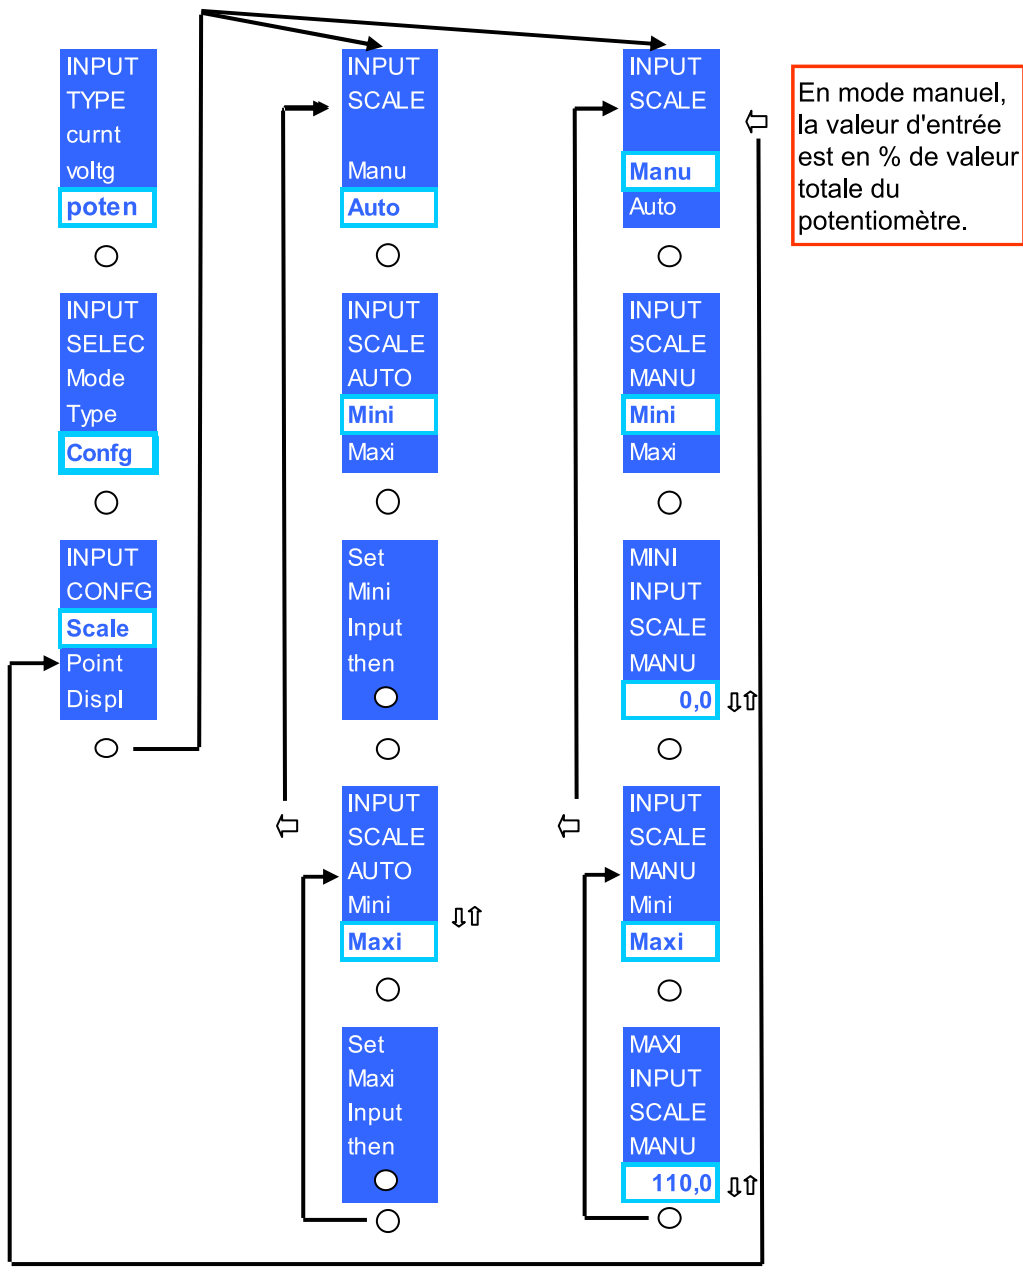 INPUT
TYPE
curnt
voltg
poten
INPUT
SELEC
Mode
Type
Confg
INPUT
CONFG
Scale
Point
Displ
INPUT
SCALE
Manu
Auto
INPUT
SCALE
AUTO
Mini
Maxi
Set
Mini
Input
then
INPUT
SCALE
AUTO
Mini
Maxi
Set
Maxi
Input
then
INPUT
SCALE
Manu
Auto
INPUT
SCALE
MANU
Mini
Maxi
MINI
INPUT
SCALE
MANU
0,0
INPUT
SCALE
MANU
Mini
Maxi
MAXI
INPUT
SCALE
MANU
110,0
En mode manuel,
la valeur d'entrée
est en % de valeur
totale du
potentiomètre.